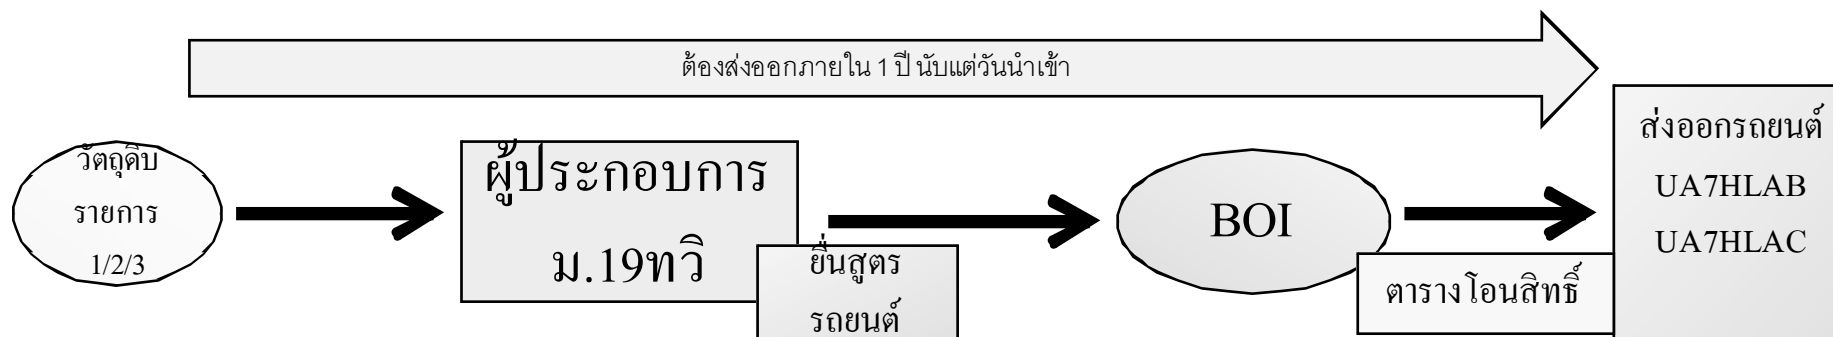 ต้องส่งออกภายใน 1 ปี นับแต่วันนำเข้า
วัตถุดิบ
รายการ
1/2/3
ผู้ประกอบการ
ม.19ทวิ
ยื่นสูตร
รถยนต์
BOI
ตารางโอนสิทธิ์
ส่งออกรถยนต์
UA7HLAB
UA7HLAC